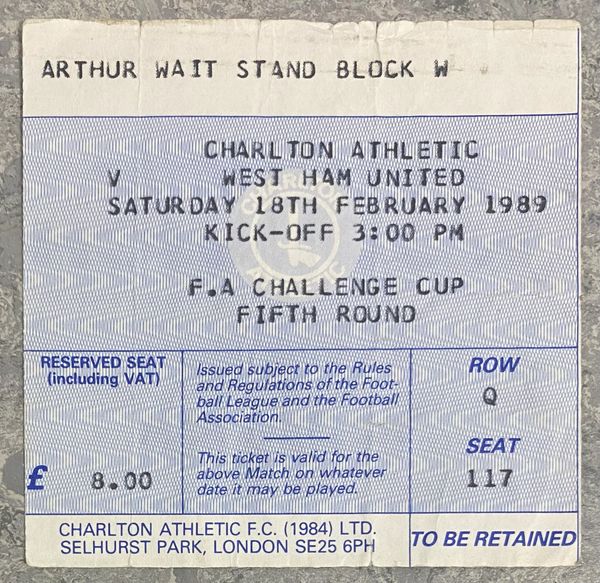 ARTHUR WAIT STAND BLOCK W
CHARLTON ATHLETIC
V WEST HAM UNITED
SATURDAY 18TH FEBRUARY 1989
KICK-OFF 3:00 PM
CHARLTON
ATHLETIC
F.A CHALLENGE CUP
FIFTH ROUND
RESERVED SEAT
(including VAT)
£ 8.00
Issued subject to the Rules
and Regulations of the Foot-
ball League and the Football
Association.
This ticket is valid for the
above Match on whatever
date it may be played.
ROW
Q
SEAT
117
CHARLTON ATHLETIC F.C. (1984) LTD.
SELHURST PARK, LONDON SE25 6PH
TO BE RETAINED